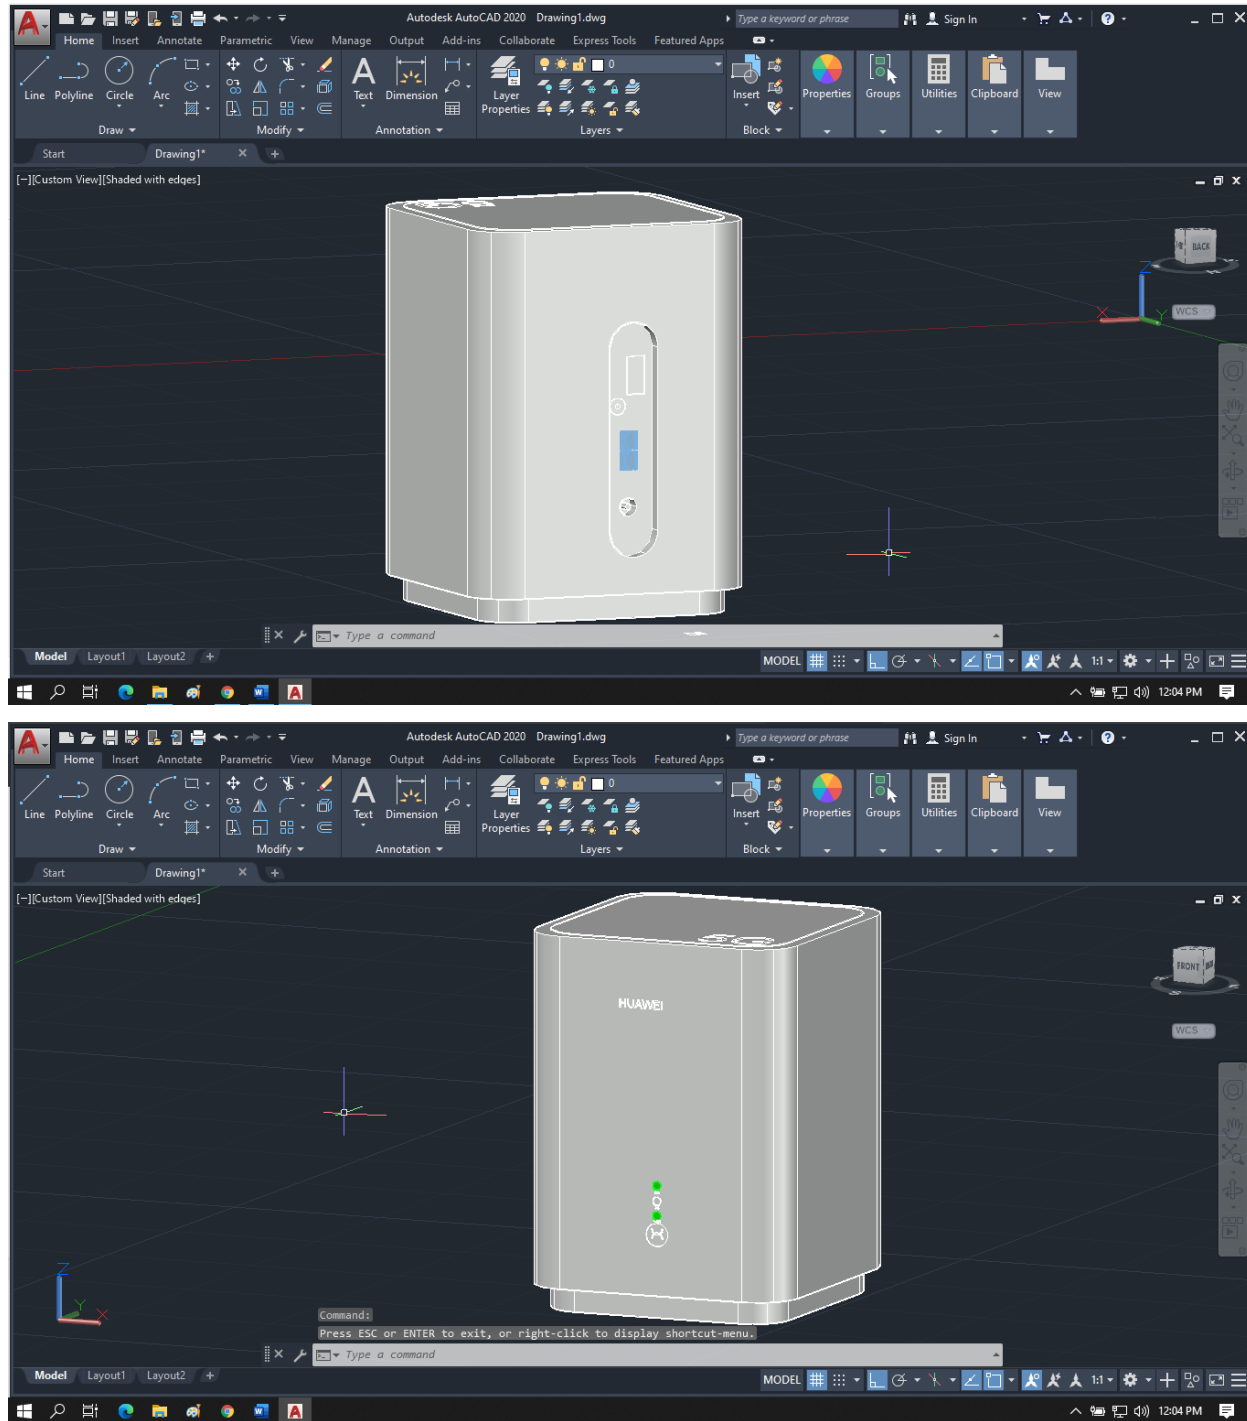 Autodesk AutoCAD 2020 Drawing1.dwg
Type a keyword or phrase
Sign In
Home Insert Annotate Parametric View Manage Output Add-ins Collaborate Express Tools Featured Apps
0
Line Polyline Circle Arc
Text Dimension
Layer Properties
Insert
Properties Groups Utilities Clipboard View
Draw Modify Annotation Layers Block
Start Drawing1*
[−][Custom View][Shaded with edges]
BACK
Z
X Y
WCS
Type a command
Model Layout1 Layout2
MODEL 1:1
12:04 PM
Autodesk AutoCAD 2020 Drawing1.dwg
Type a keyword or phrase
Sign In
Home Insert Annotate Parametric View Manage Output Add-ins Collaborate Express Tools Featured Apps
0
Line Polyline Circle Arc
Text Dimension
Layer Properties
Insert
Properties Groups Utilities Clipboard View
Draw Modify Annotation Layers Block
Start Drawing1*
[−][Custom View][Shaded with edges]
FRONT
HUAWEI
WCS
Z
Y X
Command:
Press ESC or ENTER to exit, or right-click to display shortcut-menu.
Type a command
Model Layout1 Layout2
MODEL 1:1
12:04 PM